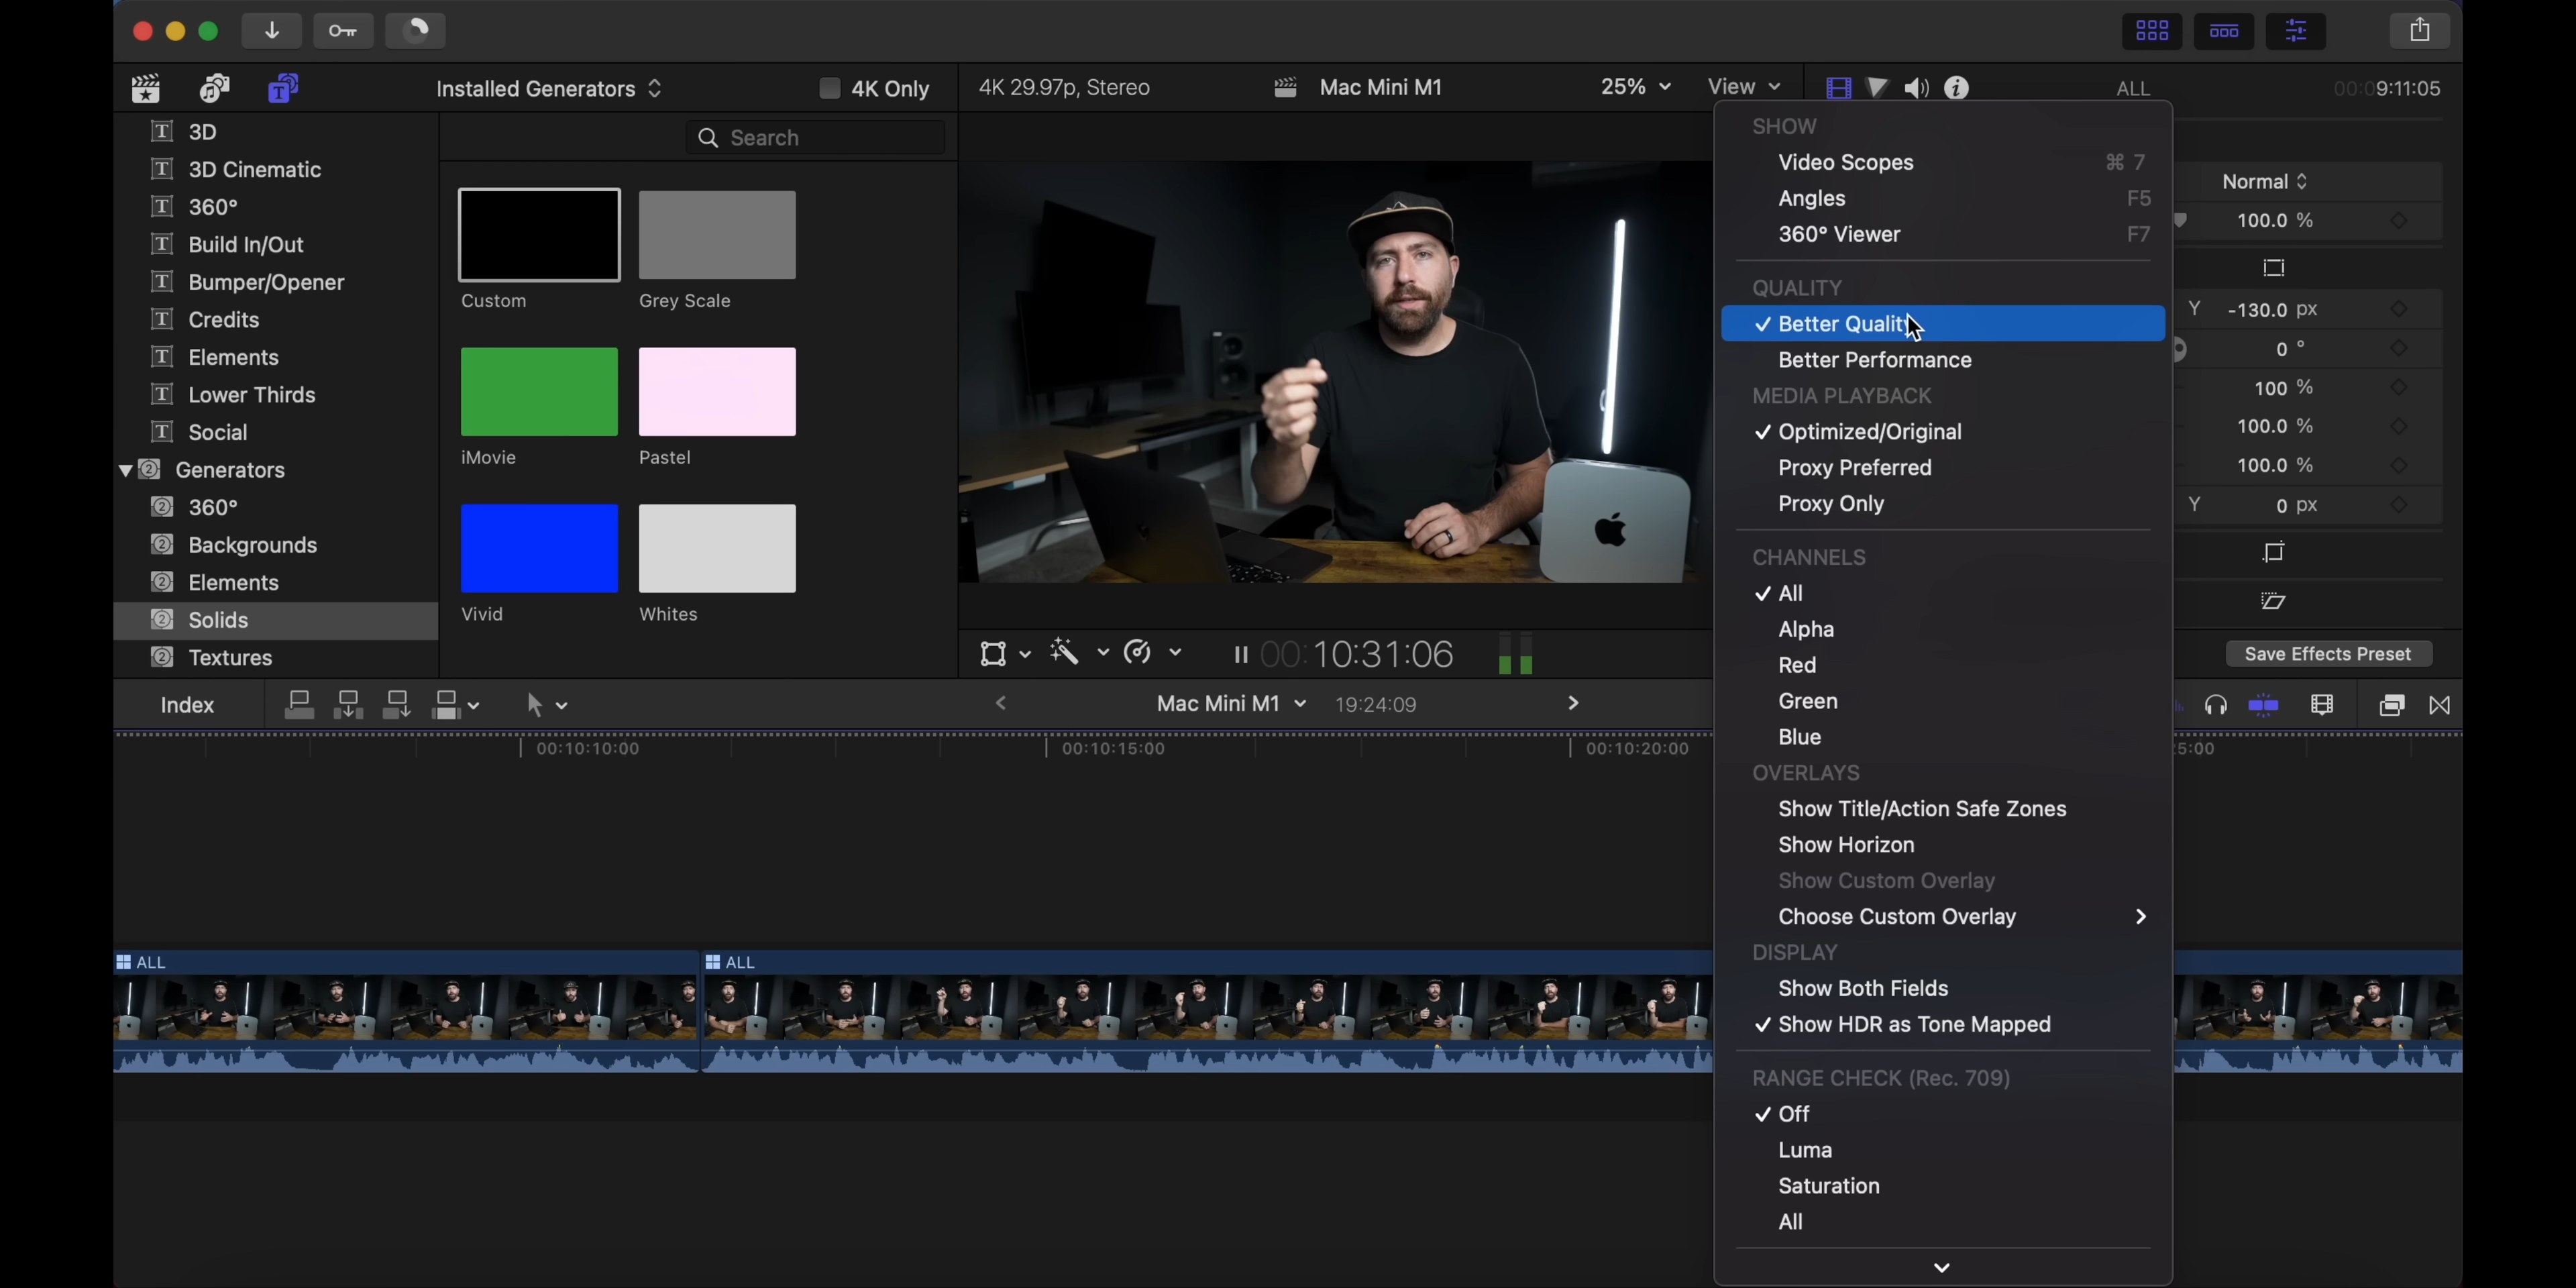 Installed Generators
4K Only
4K 29.97p, Stereo
Mac Mini M1
25%
View
ALL
00:09:11:05
3D
3D Cinematic
360°
Build In/Out
Bumper/Opener
Credits
Elements
Lower Thirds
Social
Generators
360°
Backgrounds
Elements
Solids
Textures
Search
Custom
Grey Scale
iMovie
Pastel
Vivid
Whites
SHOW
Video Scopes ⌘ 7
Angles F5
360° Viewer F7
QUALITY
✓ Better Quality
Better Performance
MEDIA PLAYBACK
✓ Optimized/Original
Proxy Preferred
Proxy Only
CHANNELS
✓ All
Alpha
Red
Green
Blue
OVERLAYS
Show Title/Action Safe Zones
Show Horizon
Show Custom Overlay
Choose Custom Overlay
DISPLAY
Show Both Fields
✓ Show HDR as Tone Mapped
RANGE CHECK (Rec. 709)
✓ Off
Luma
Saturation
All
Normal
100.0 %
Y -130.0 px
0 °
100 %
100.0 %
100.0 %
Y 0 px
Save Effects Preset
00:10:31:06
Index
Mac Mini M1
19:24:09
00:10:10:00
00:10:15:00
00:10:20:00
5:00
ALL
ALL